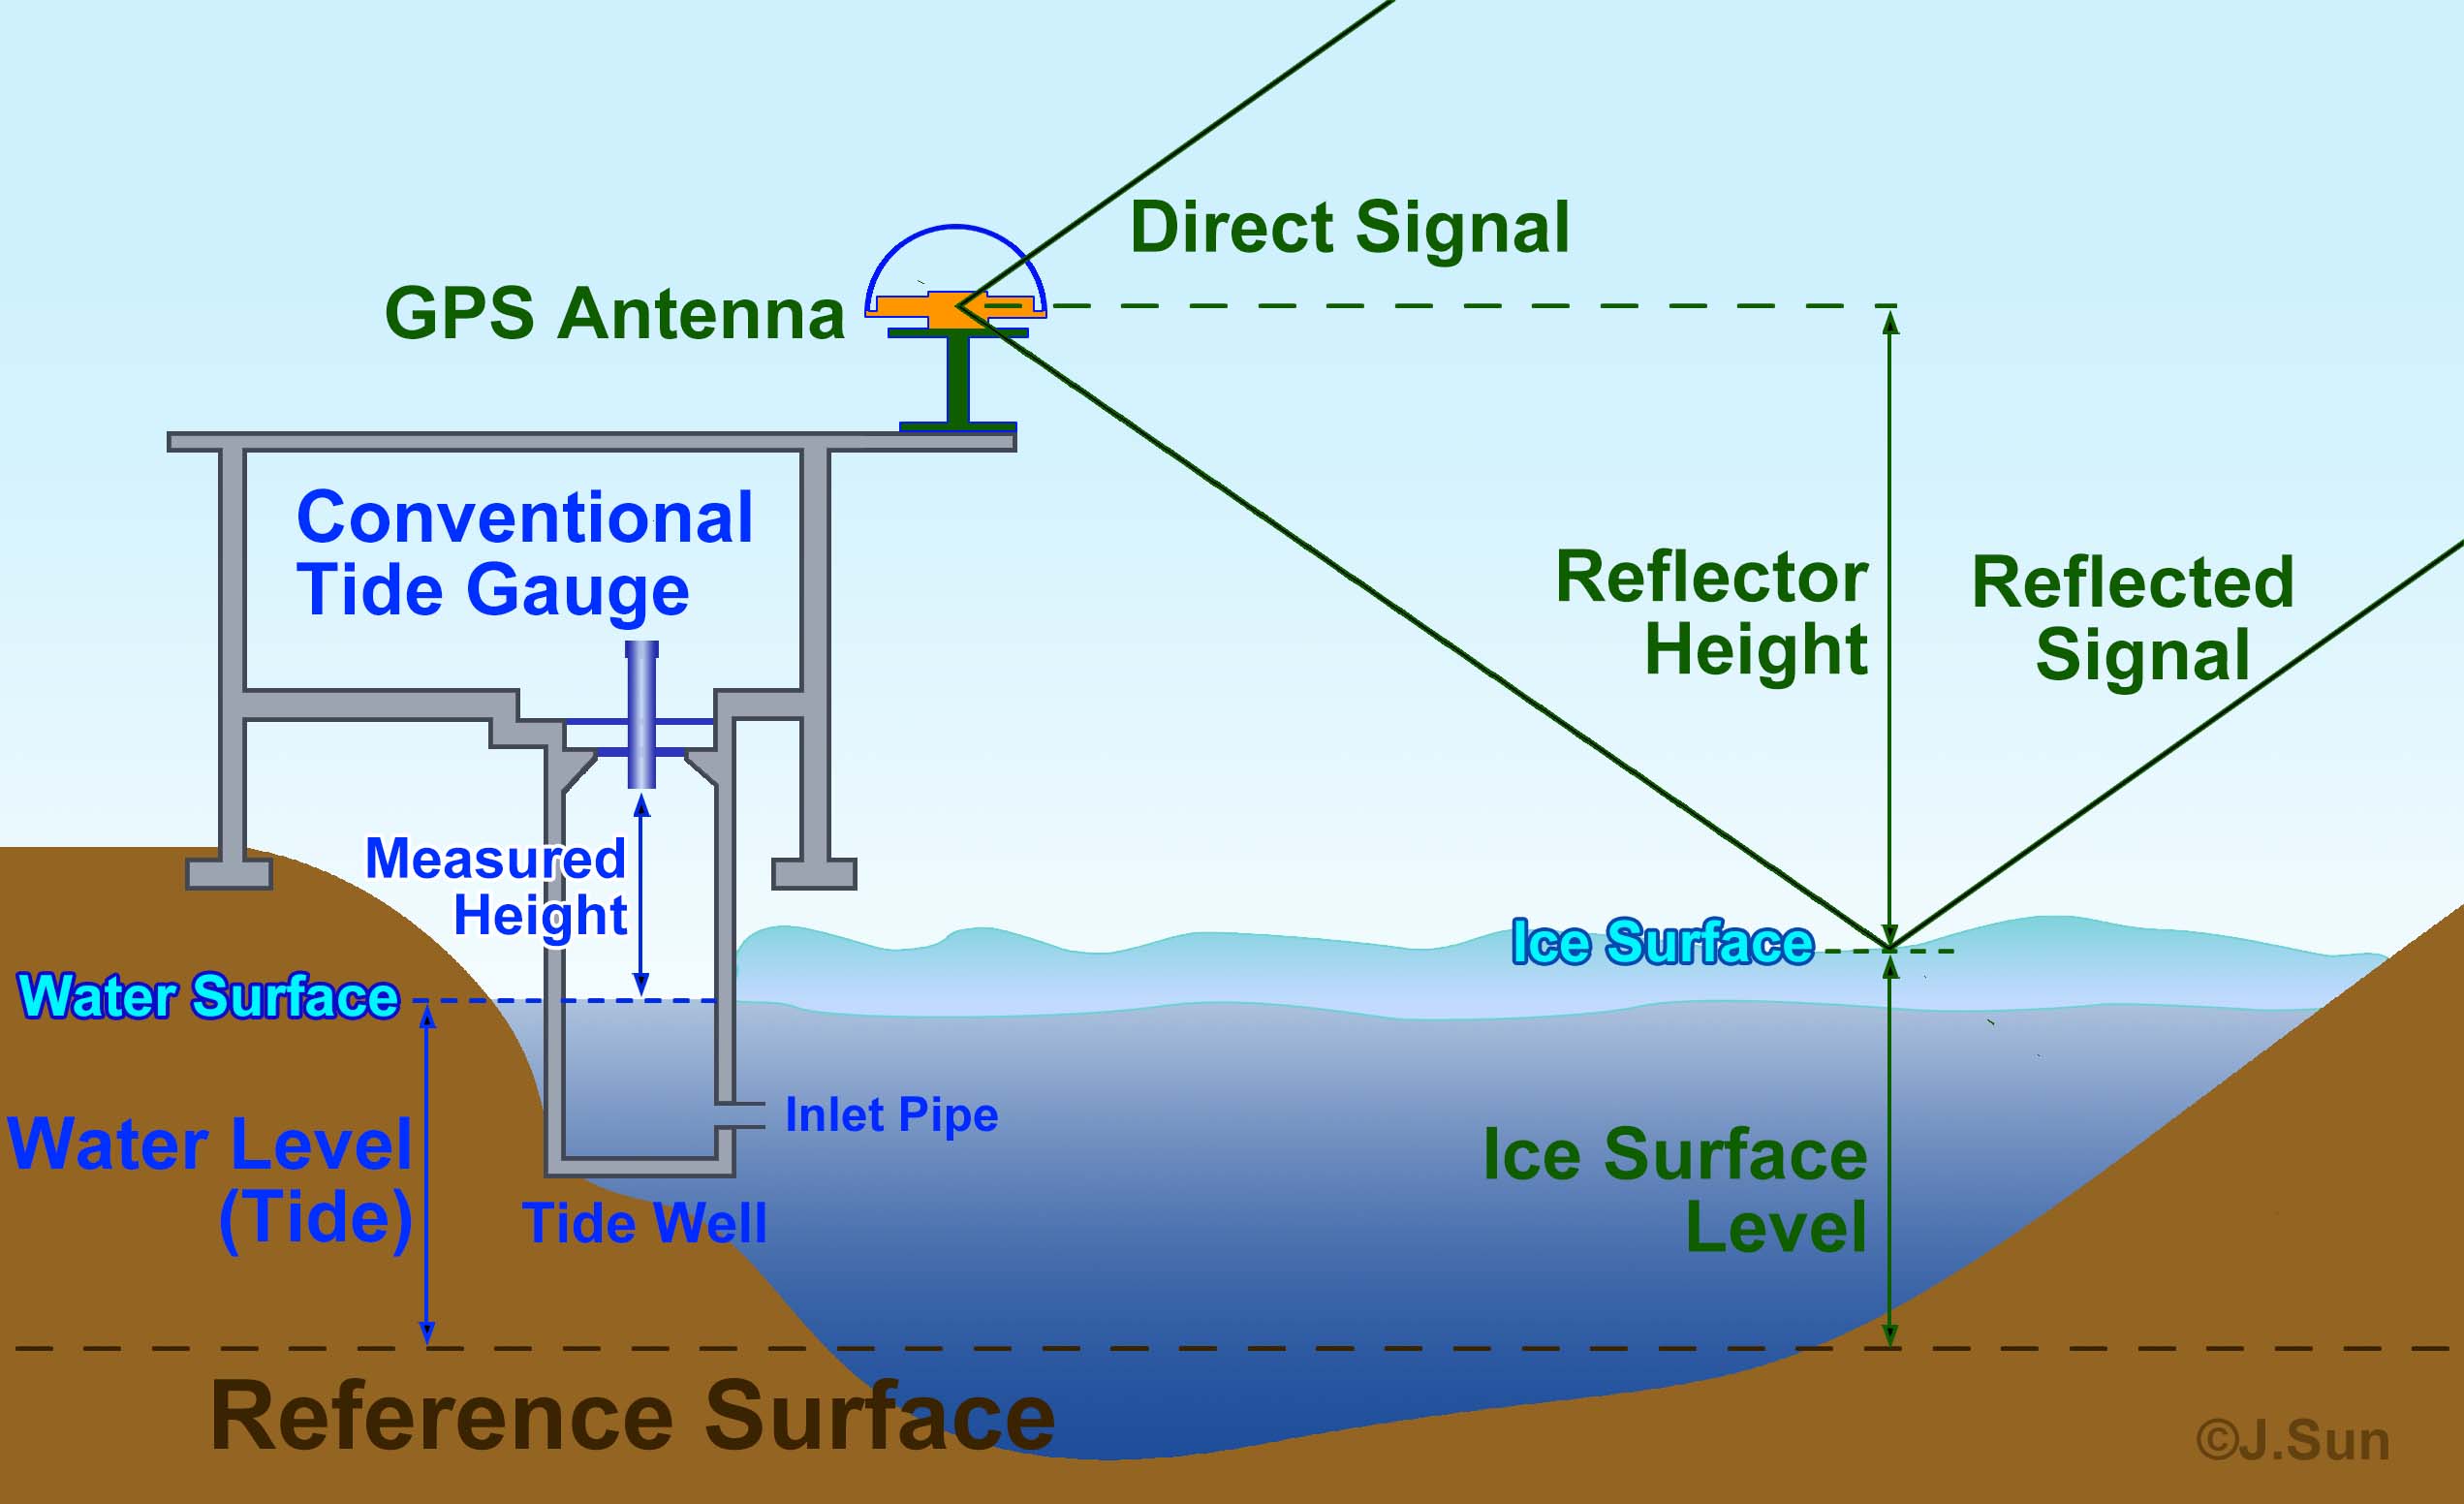 Direct Signal
GPS Antenna
Conventional
Tide Gauge
Reflector
Height
Reflected
Signal
Measured
Height
Ice Surface
Water Surface
Inlet Pipe
Water Level
(Tide)
Tide Well
Ice Surface
Level
Reference Surface
©J.Sun